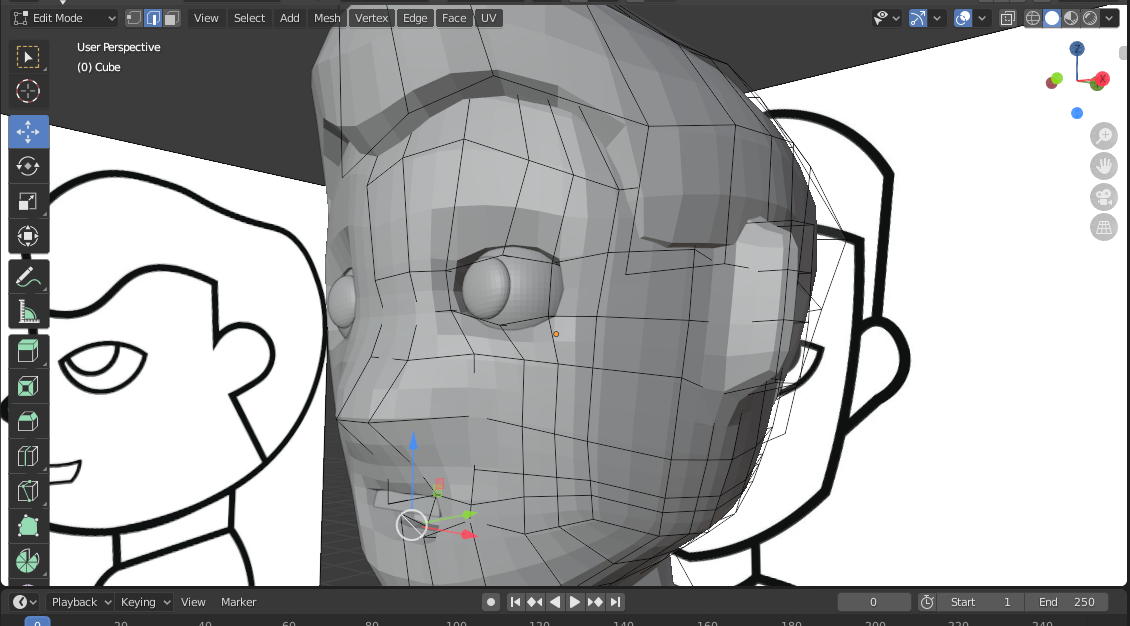 Edit Mode View Select Add Mesh Vertex Edge Face UV
User Perspective
(0) Cube
Z
X
Playback Keying View Marker 0 Start 1 End 250
0 20 40 60 80 100 120 140 160 180 200 220 240